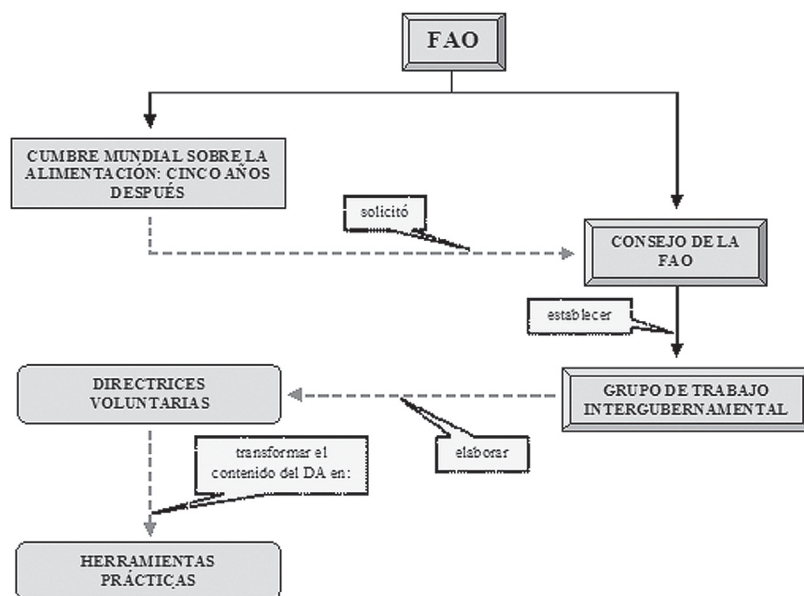 FAO
CUMBRE MUNDIAL SOBRE LA
ALIMENTACIÓN: CINCO AÑOS
DESPUÉS
solicitó
CONSEJO DE LA
FAO
establecer
DIRECTRICES
VOLUNTARIAS
GRUPO DE TRABAJO
INTERGUBERNAMENTAL
elaborar
transformar el
contenido del DA en:
HERRAMIENTAS
PRÁCTICAS